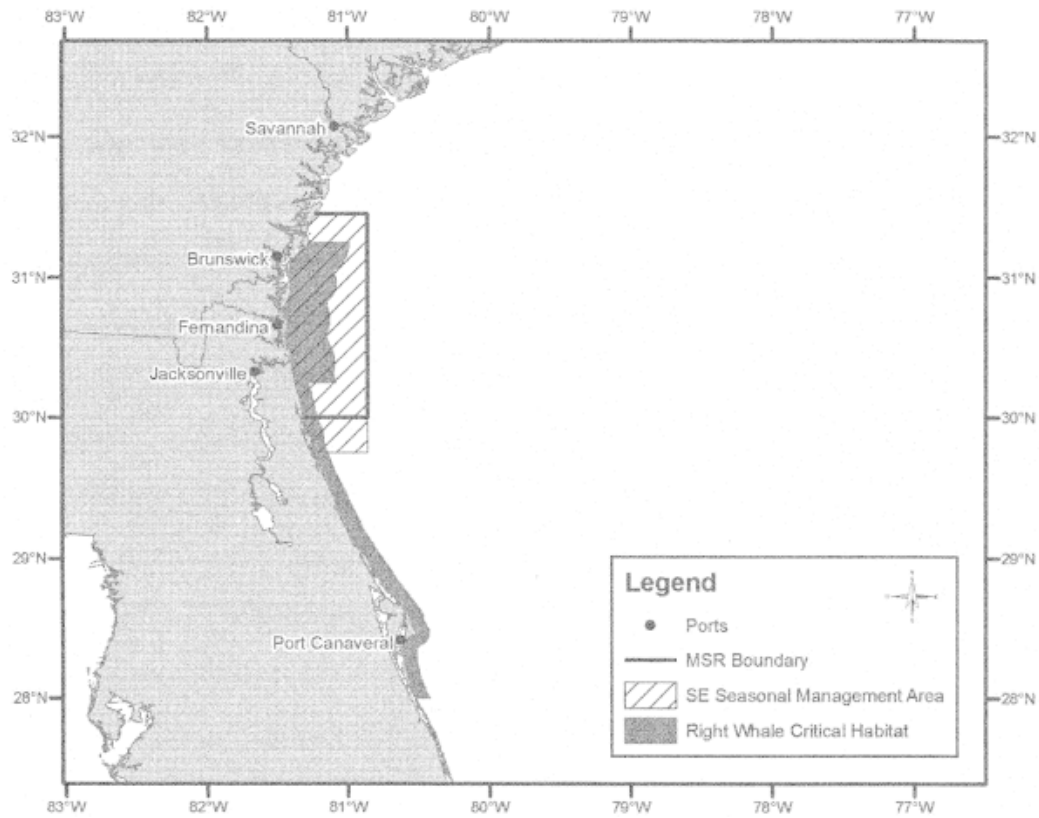 83°W 82°W 81°W 80°W 79°W 78°W 77°W
32°N 32°N
Savannah
Brunswick
31°N 31°N
Fernandina
Jacksonville
30°N 30°N
29°N 29°N
Legend
Ports
Port Canaveral
MSR Boundary
28°N SE Seasonal Management Area 28°N
Right Whale Critical Habitat
83°W 82°W 81°W 80°W 79°W 78°W 77°W